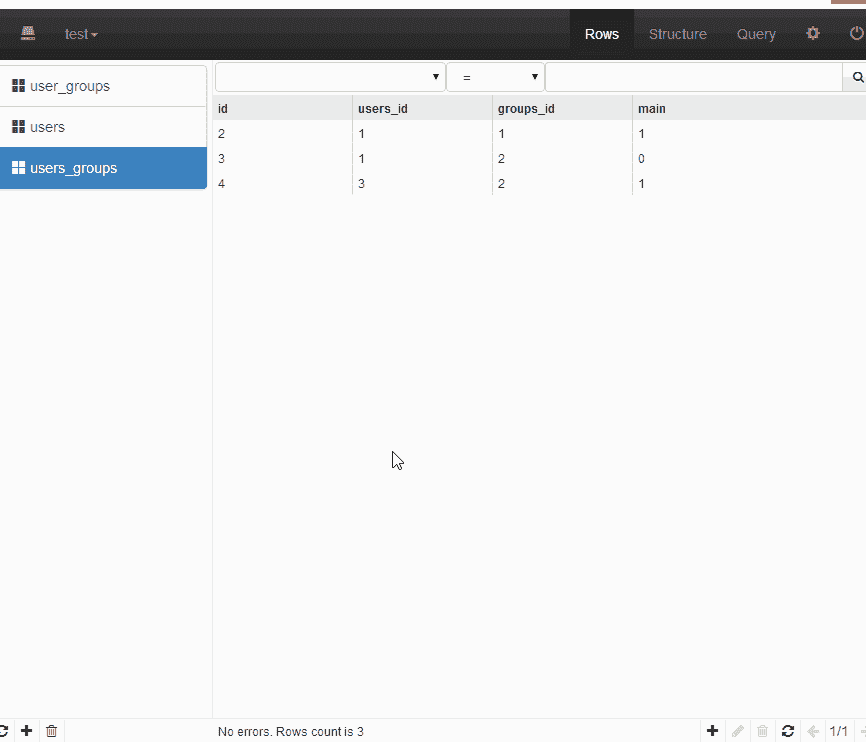 test
Rows Structure Query
user_groups
users
users_groups
=
id users_id groups_id main
2 1 1 1
3 1 2 0
4 3 2 1
No errors. Rows count is 3
1/1